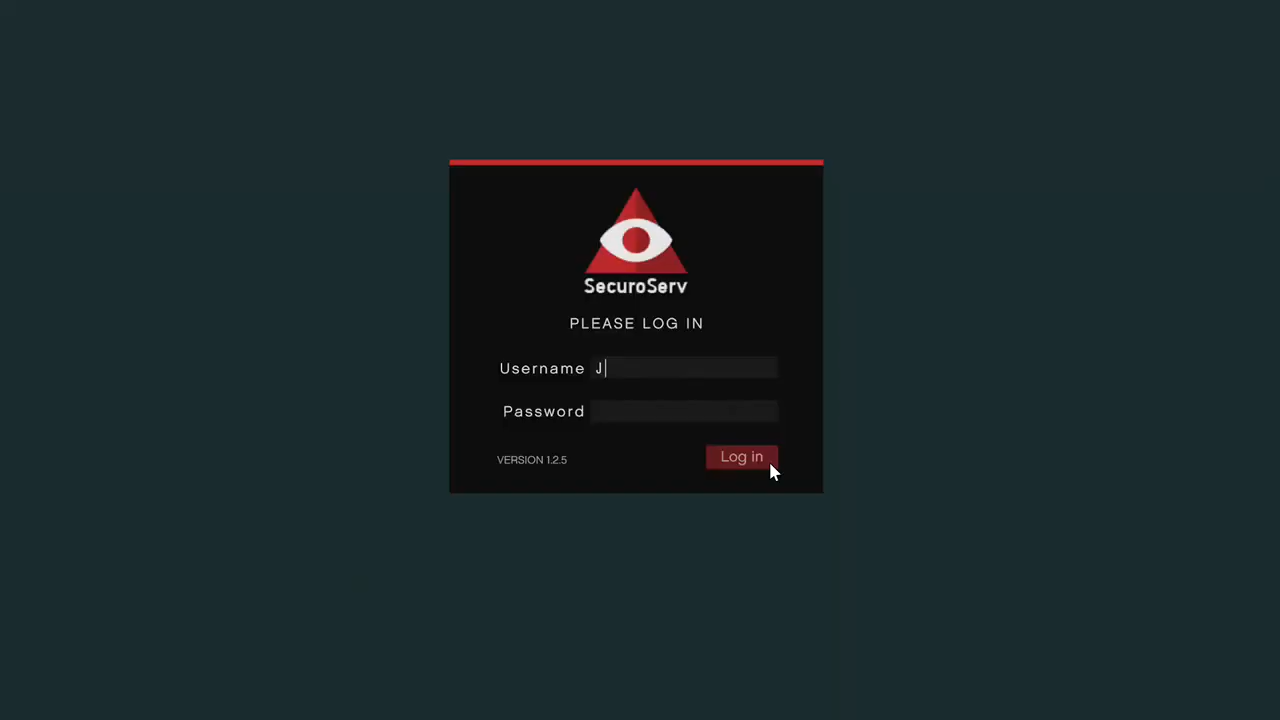 SecuroServ
PLEASE LOG IN
Username J
Password
VERSION 1.2.5 Log in